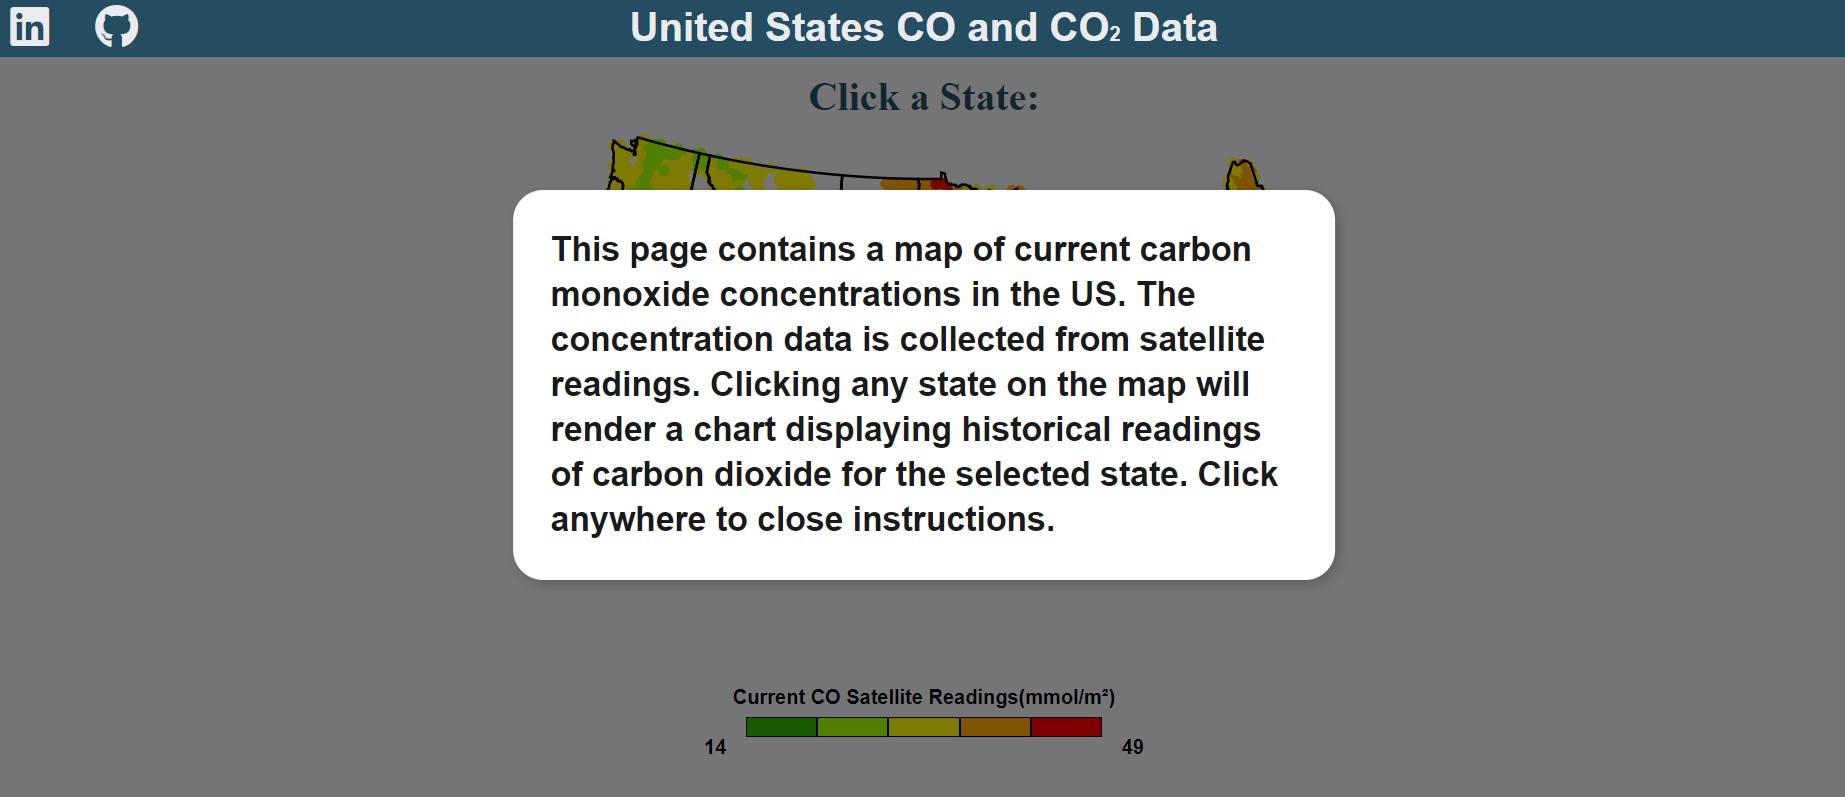 in
United States CO and CO₂ Data
Click a State:
This page contains a map of current carbon
monoxide concentrations in the US. The
concentration data is collected from satellite
readings. Clicking any state on the map will
render a chart displaying historical readings
of carbon dioxide for the selected state. Click
anywhere to close instructions.
Current CO Satellite Readings(mmol/m²)
14
49